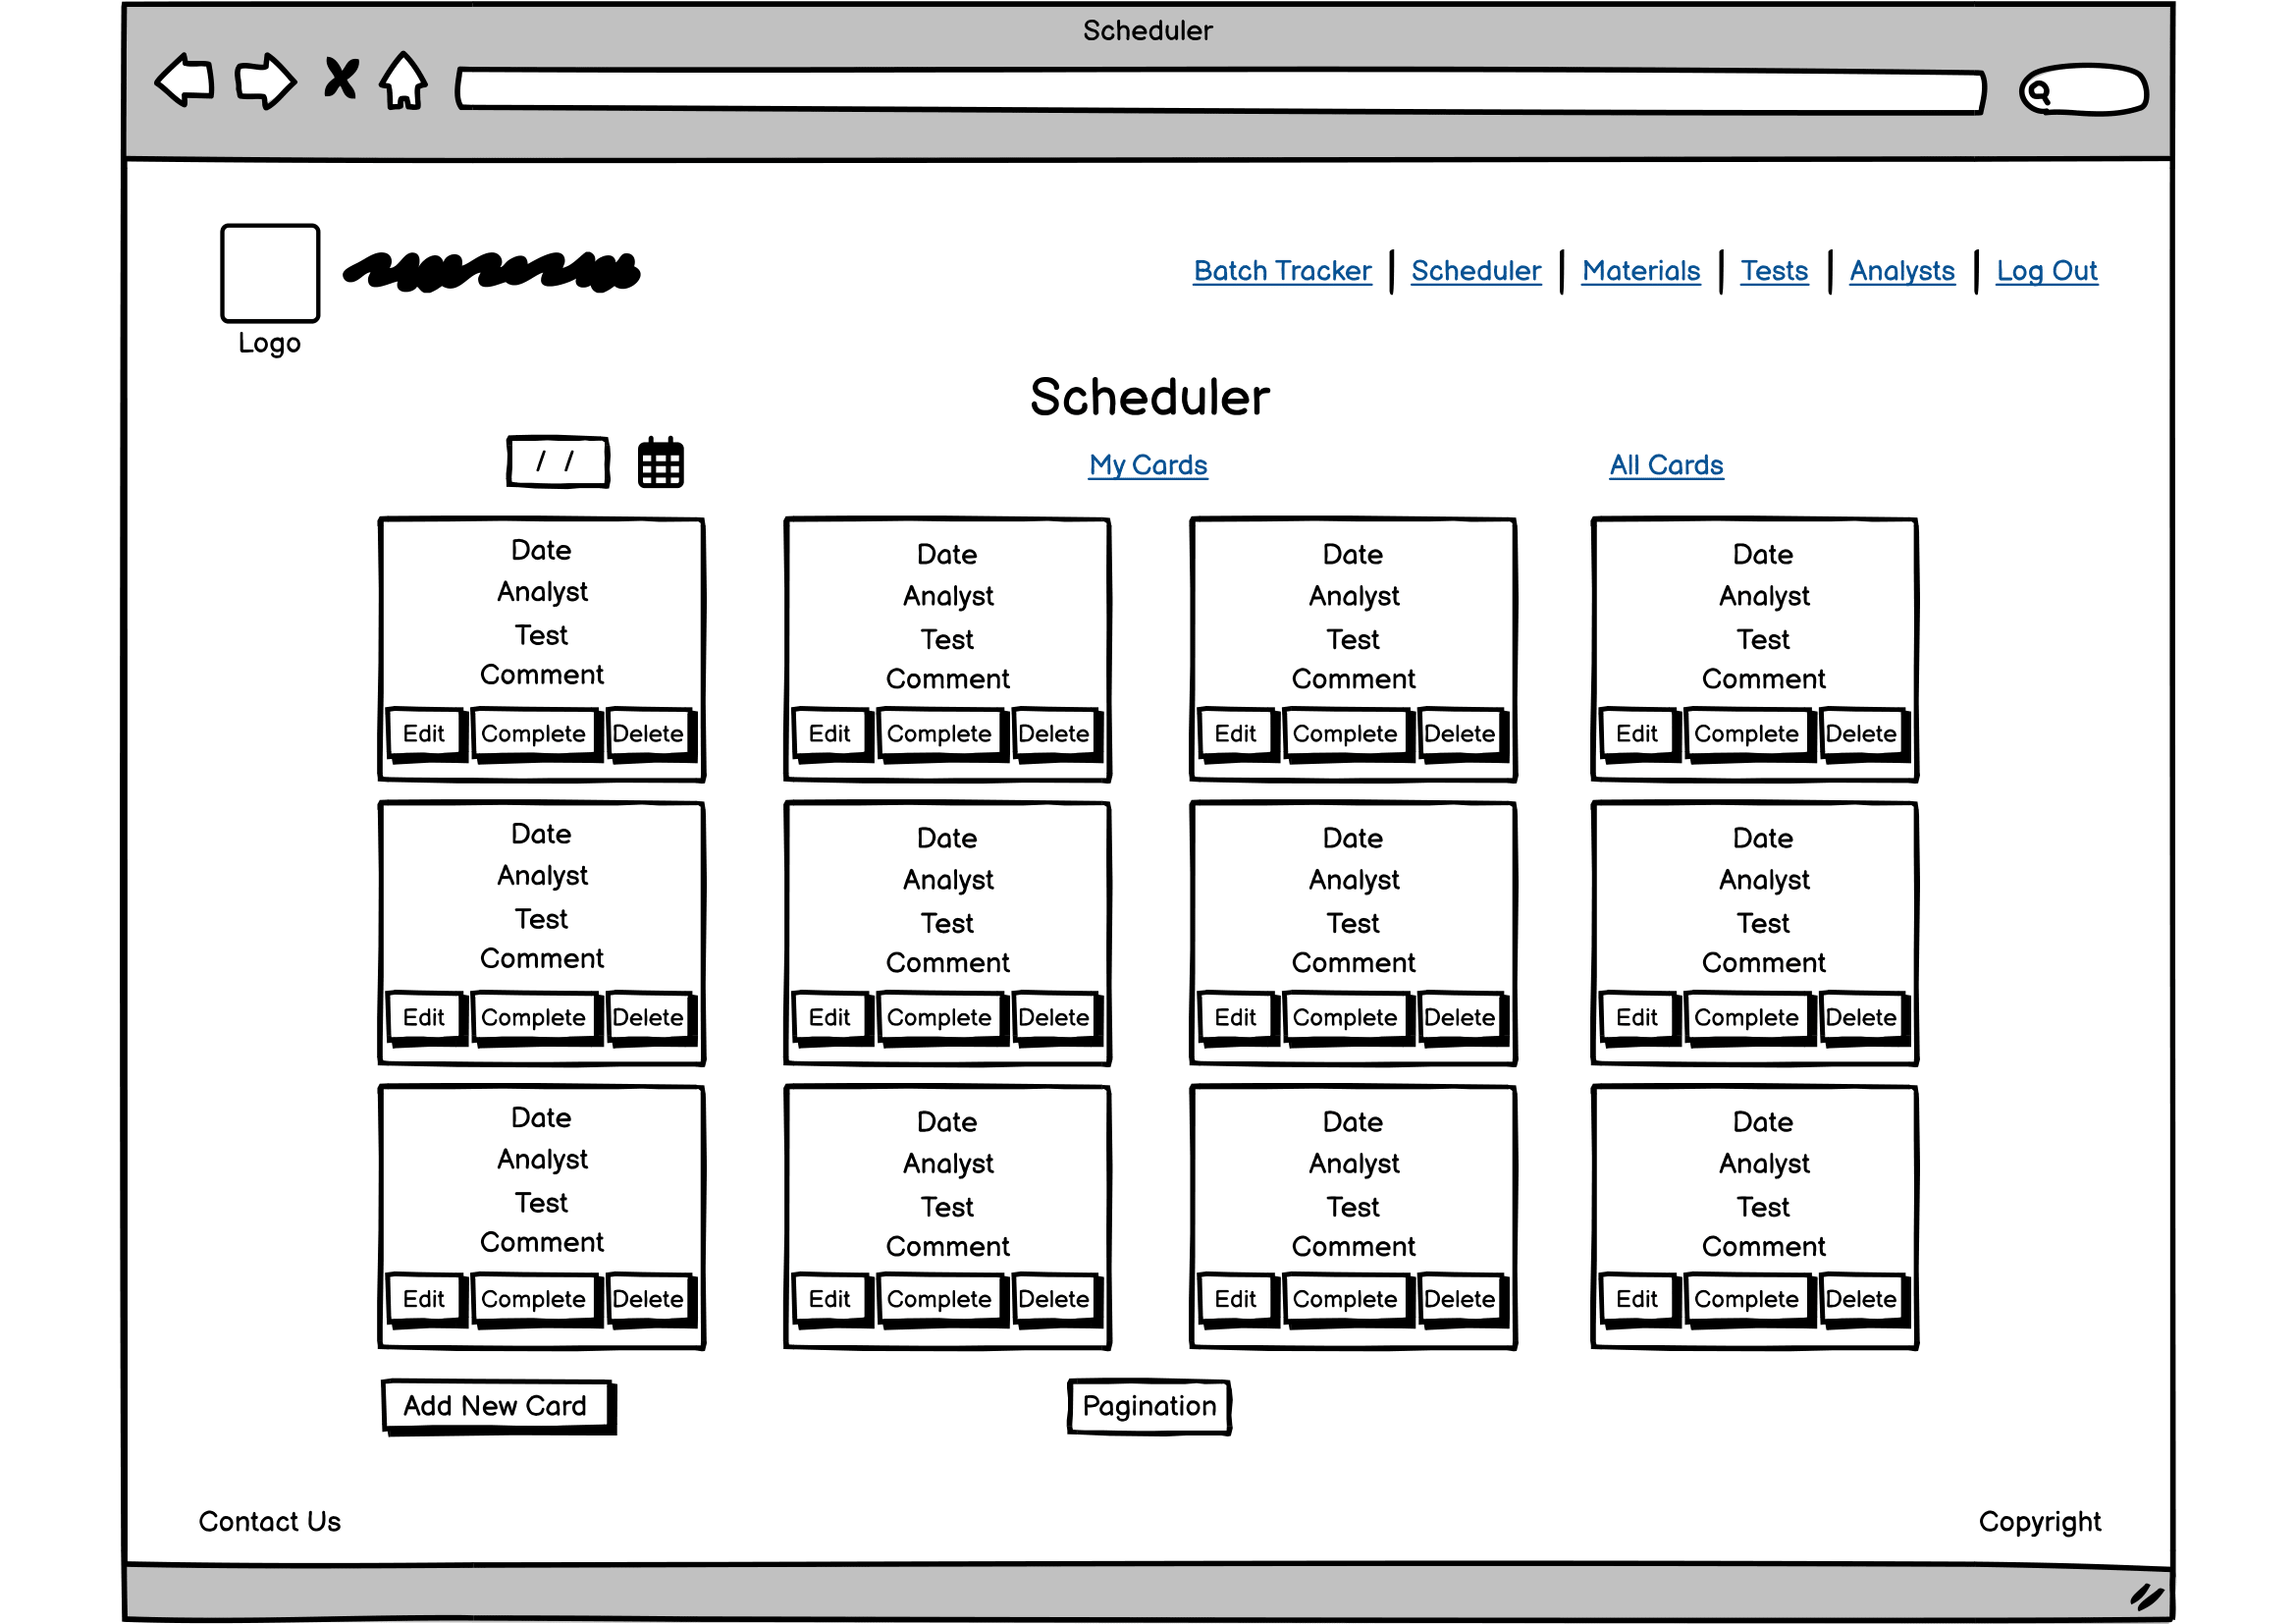 Scheduler
Batch Tracker Scheduler Materials Tests Analysts Log Out
Logo
Scheduler
/ / My Cards All Cards
Date Date Date Date
Analyst Analyst Analyst Analyst
Test Test Test Test
Comment Comment Comment Comment
Edit Complete Delete Edit Complete Delete Edit Complete Delete Edit Complete Delete
Date Date Date Date
Analyst Analyst Analyst Analyst
Test Test Test Test
Comment Comment Comment Comment
Edit Complete Delete Edit Complete Delete Edit Complete Delete Edit Complete Delete
Date Date Date Date
Analyst Analyst Analyst Analyst
Test Test Test Test
Comment Comment Comment Comment
Edit Complete Delete Edit Complete Delete Edit Complete Delete Edit Complete Delete
Add New Card Pagination
Contact Us Copyright